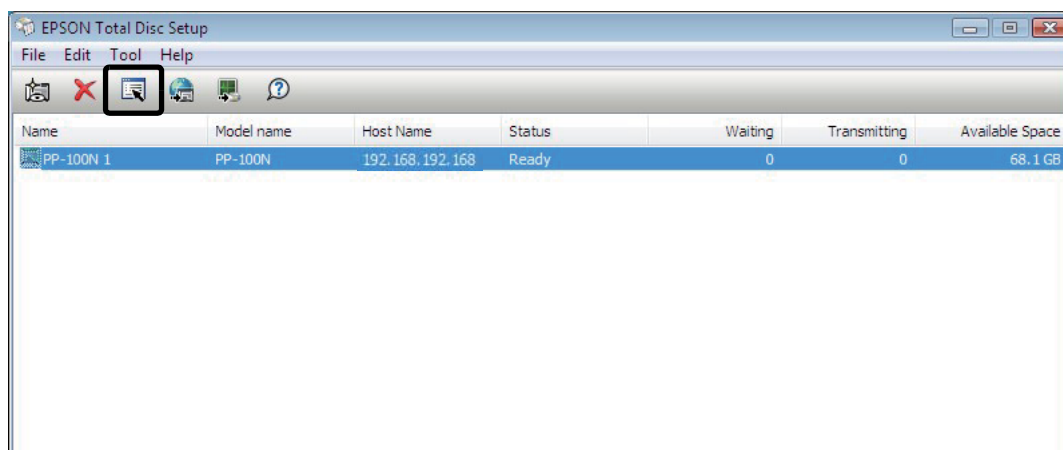 EPSON Total Disc Setup
File Edit Tool Help
Name Model name Host Name Status Waiting Transmitting Available Space
PP-100N 1 PP-100N 192.168.192.168 Ready 0 0 68.1 GB